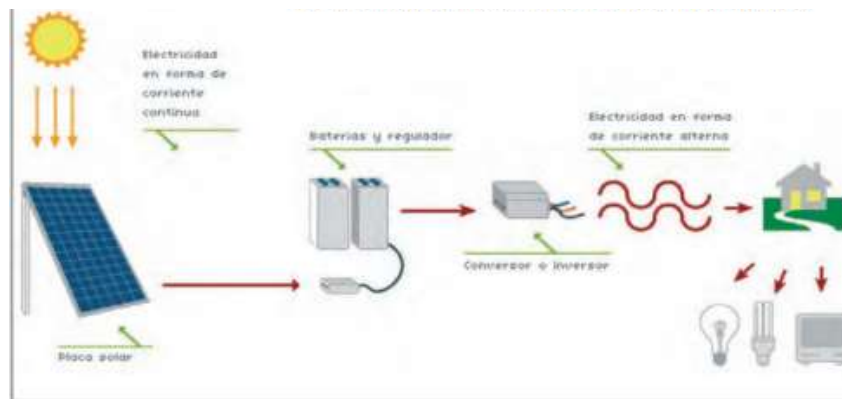 Electricidad
en forma de
corriente
continua
Baterías y regulador
Electricidad en forma
de corriente alterna
Conversor o inversor
Placa solar